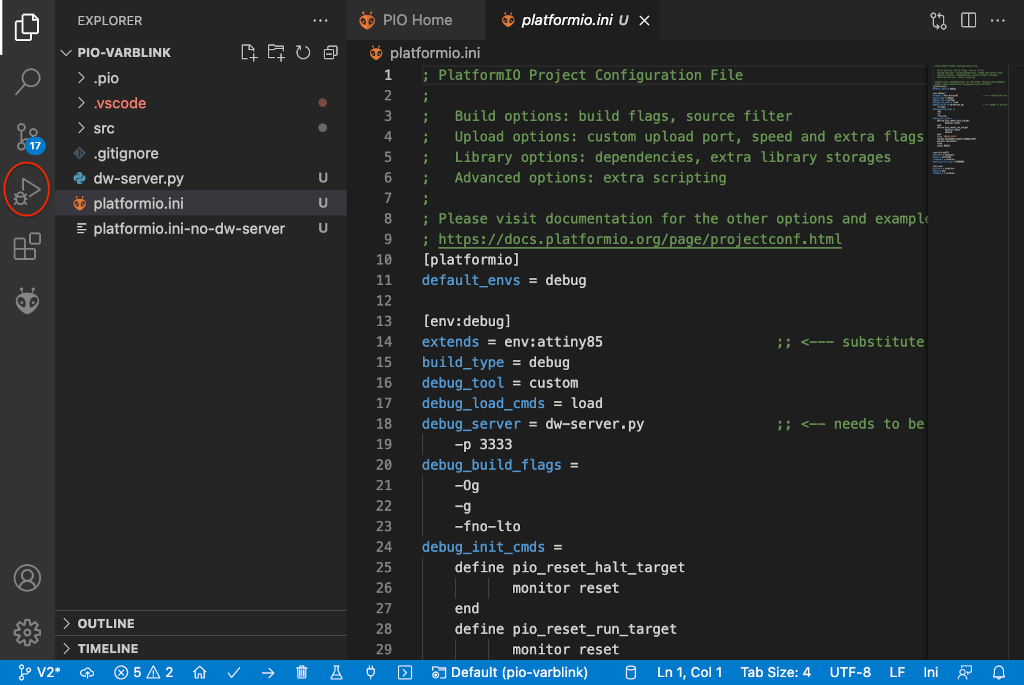 EXPLORER
PIO Home
platformio.ini U
PIO-VARBLINK
platformio.ini
.pio
.vscode
src
17
.gitignore
dw-server.py U
platformio.ini U
platformio.ini-no-dw-server U
1 ; PlatformIO Project Configuration File
2 ;
3 ;   Build options: build flags, source filter
4 ;   Upload options: custom upload port, speed and extra flags
5 ;   Library options: dependencies, extra library storages
6 ;   Advanced options: extra scripting
7 ;
8 ; Please visit documentation for the other options and example
9 ; https://docs.platformio.org/page/projectconf.html
10 [platformio]
11 default_envs = debug
12
13 [env:debug]
14 extends = env:attiny85 ;; <--- substitute
15 build_type = debug
16 debug_tool = custom
17 debug_load_cmds = load
18 debug_server = dw-server.py ;; <-- needs to be
19 -p 3333
20 debug_build_flags =
21 -Og
22 -g
23 -fno-lto
24 debug_init_cmds =
25 define pio_reset_halt_target
26 monitor reset
27 end
28 define pio_reset_run_target
29 monitor reset
OUTLINE
TIMELINE
V2* 5 2 Default (pio-varblink) Ln 1, Col 1 Tab Size: 4 UTF-8 LF Ini